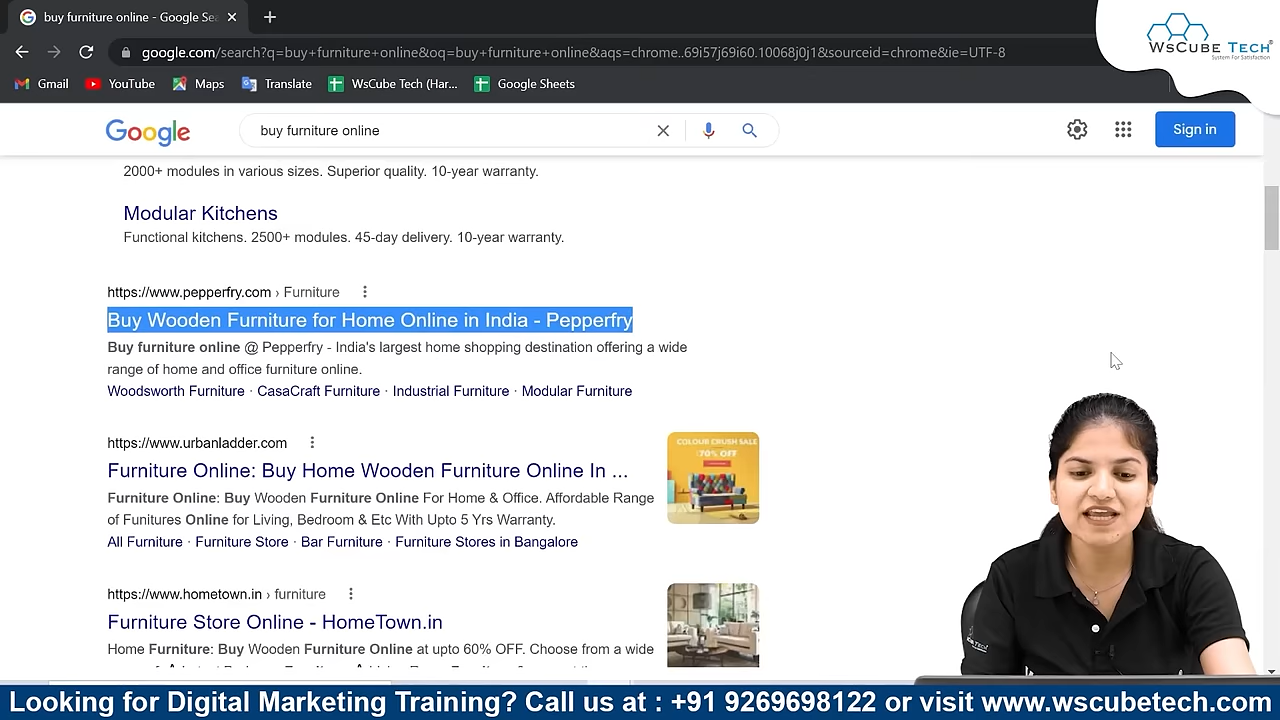 buy furniture online - Google Sea
WsCube Tech®
System For Satisfaction
google.com/search?q=buy+furniture+online&oq=buy+furniture+online&aqs=chrome..69i57j69i60.10068j0j1&sourceid=chrome&ie=UTF-8
Gmail YouTube Maps Translate WsCube Tech (Har... Google Sheets
Google buy furniture online Sign in
2000+ modules in various sizes. Superior quality. 10-year warranty.
Modular Kitchens
Functional kitchens. 2500+ modules. 45-day delivery. 10-year warranty.
https://www.pepperfry.com › Furniture
Buy Wooden Furniture for Home Online in India - Pepperfry
Buy furniture online @ Pepperfry - India's largest home shopping destination offering a wide
range of home and office furniture online.
Woodsworth Furniture · CasaCraft Furniture · Industrial Furniture · Modular Furniture
https://www.urbanladder.com
Furniture Online: Buy Home Wooden Furniture Online In ...
Furniture Online: Buy Wooden Furniture Online For Home & Office. Affordable Range
of Funitures Online for Living, Bedroom & Etc With Upto 5 Yrs Warranty.
All Furniture · Furniture Store · Bar Furniture · Furniture Stores in Bangalore
COLOUR CRUSH SALE
70% OFF
https://www.hometown.in › furniture
Furniture Store Online - HomeTown.in
Home Furniture: Buy Wooden Furniture Online at upto 60% OFF. Choose from a wide
Looking for Digital Marketing Training? Call us at : +91 9269698122 or visit www.wscubetech.com